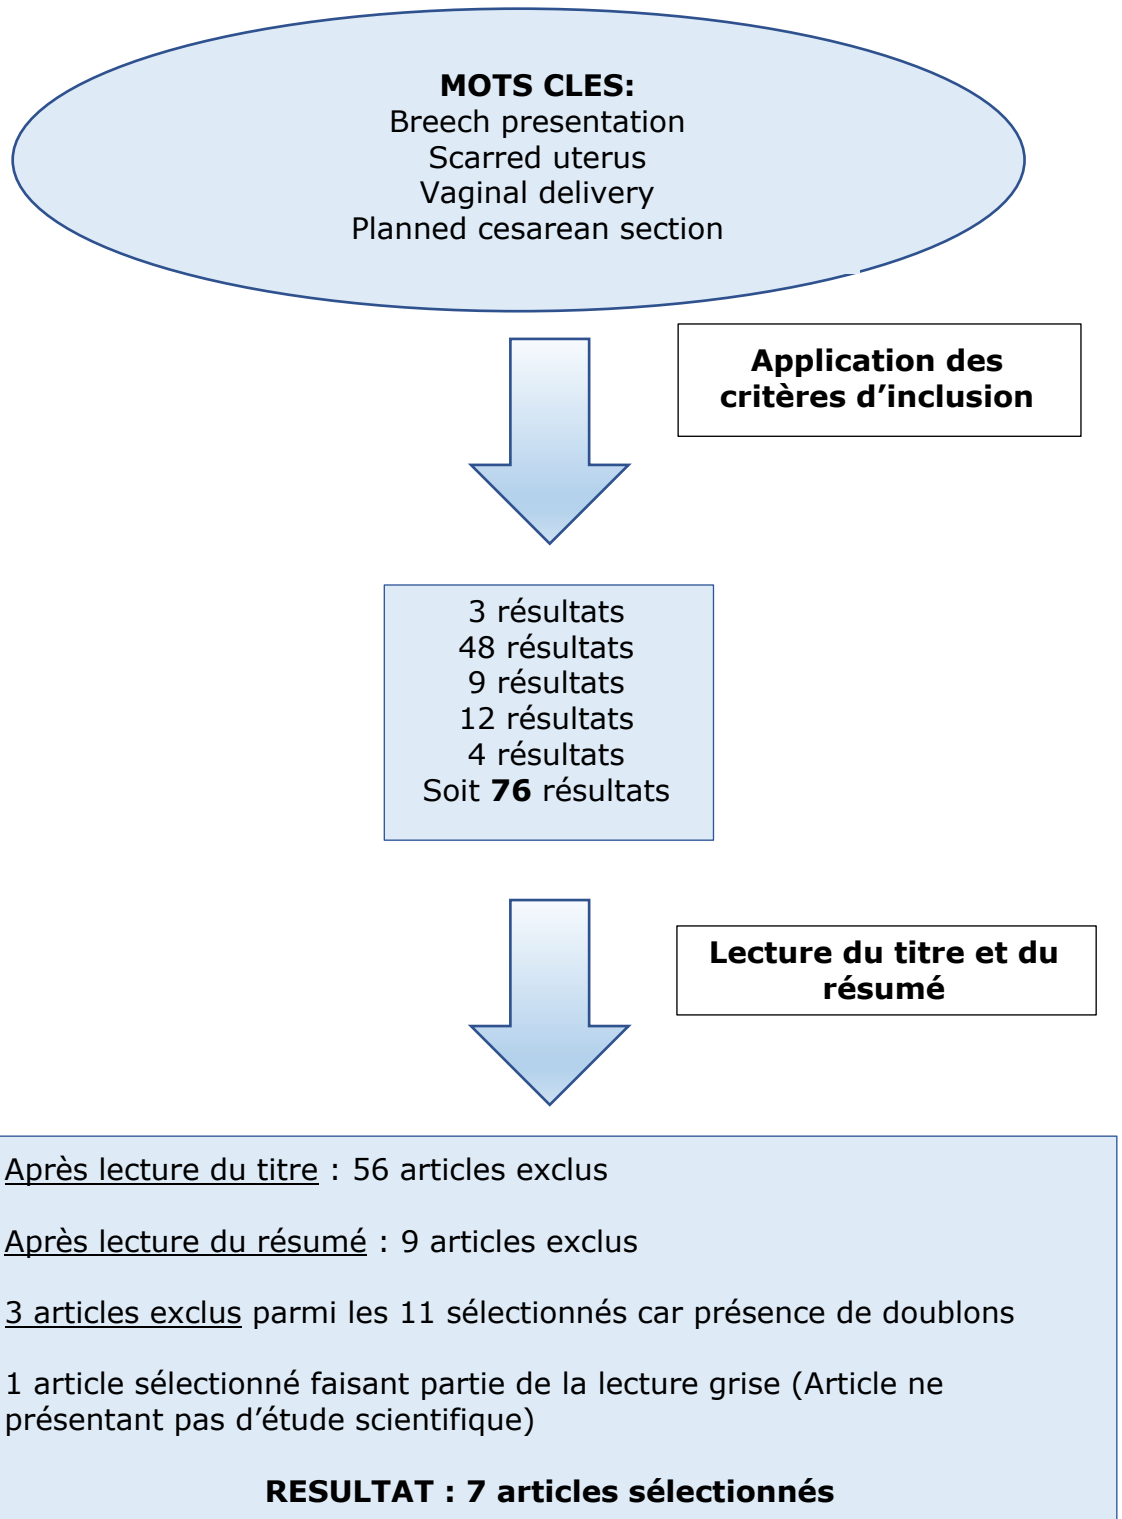 MOTS CLES:
Breech presentation
Scarred uterus
Vaginal delivery
Planned cesarean section
Application des
critères d’inclusion
3 résultats
48 résultats
9 résultats
12 résultats
4 résultats
Soit 76 résultats
Lecture du titre et du
résumé
Après lecture du titre : 56 articles exclus
Après lecture du résumé : 9 articles exclus
3 articles exclus parmi les 11 sélectionnés car présence de doublons
1 article sélectionné faisant partie de la lecture grise (Article ne
présentant pas d’étude scientifique)
RESULTAT : 7 articles sélectionnés